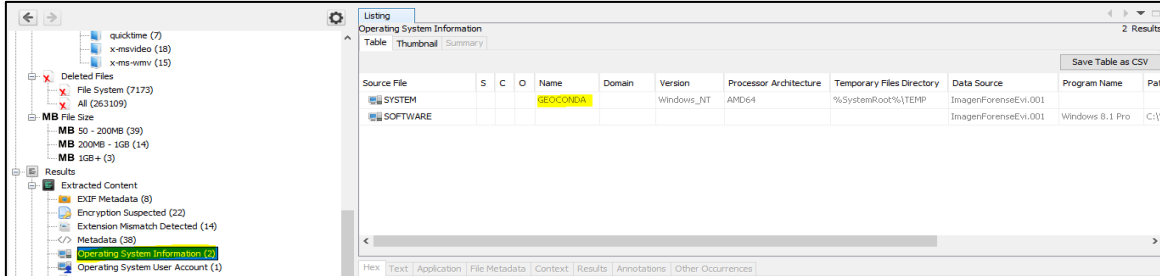 quicktime (7)
x-msvideo (18)
x-ms-wmv (15)
Deleted Files
File System (7173)
All (263109)
MB File Size
MB 50 - 200MB (39)
MB 200MB - 1GB (14)
MB 1GB+ (3)
Results
Extracted Content
EXIF Metadata (8)
Encryption Suspected (22)
Extension Mismatch Detected (14)
Metadata (38)
Operating System Information (2)
Operating System User Account (1)
Listing
Operating System Information
2 Results
Table Thumbnail Summary
Save Table as CSV
Source File S C O Name Domain Version Processor Architecture Temporary Files Directory Data Source Program Name Pat
SYSTEM GEOCONDA Windows_NT AMD64 %SystemRoot%\TEMP ImagenForenseEvi.001
SOFTWARE ImagenForenseEvi.001 Windows 8.1 Pro C:\
Hex Text Application File Metadata Context Results Annotations Other Occurrences